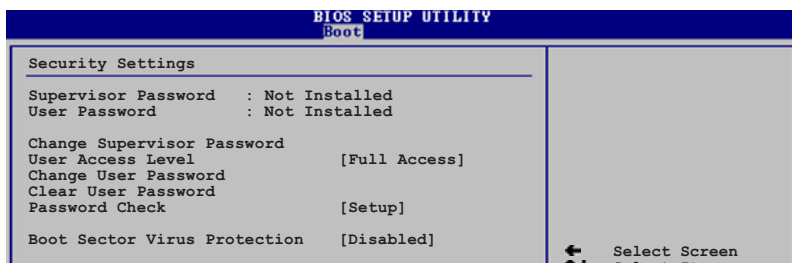 BIOS SETUP UTILITY
Boot
Security Settings
Supervisor Password : Not Installed
User Password : Not Installed
Change Supervisor Password
User Access Level [Full Access]
Change User Password
Clear User Password
Password Check [Setup]
Boot Sector Virus Protection [Disabled]
Select Screen